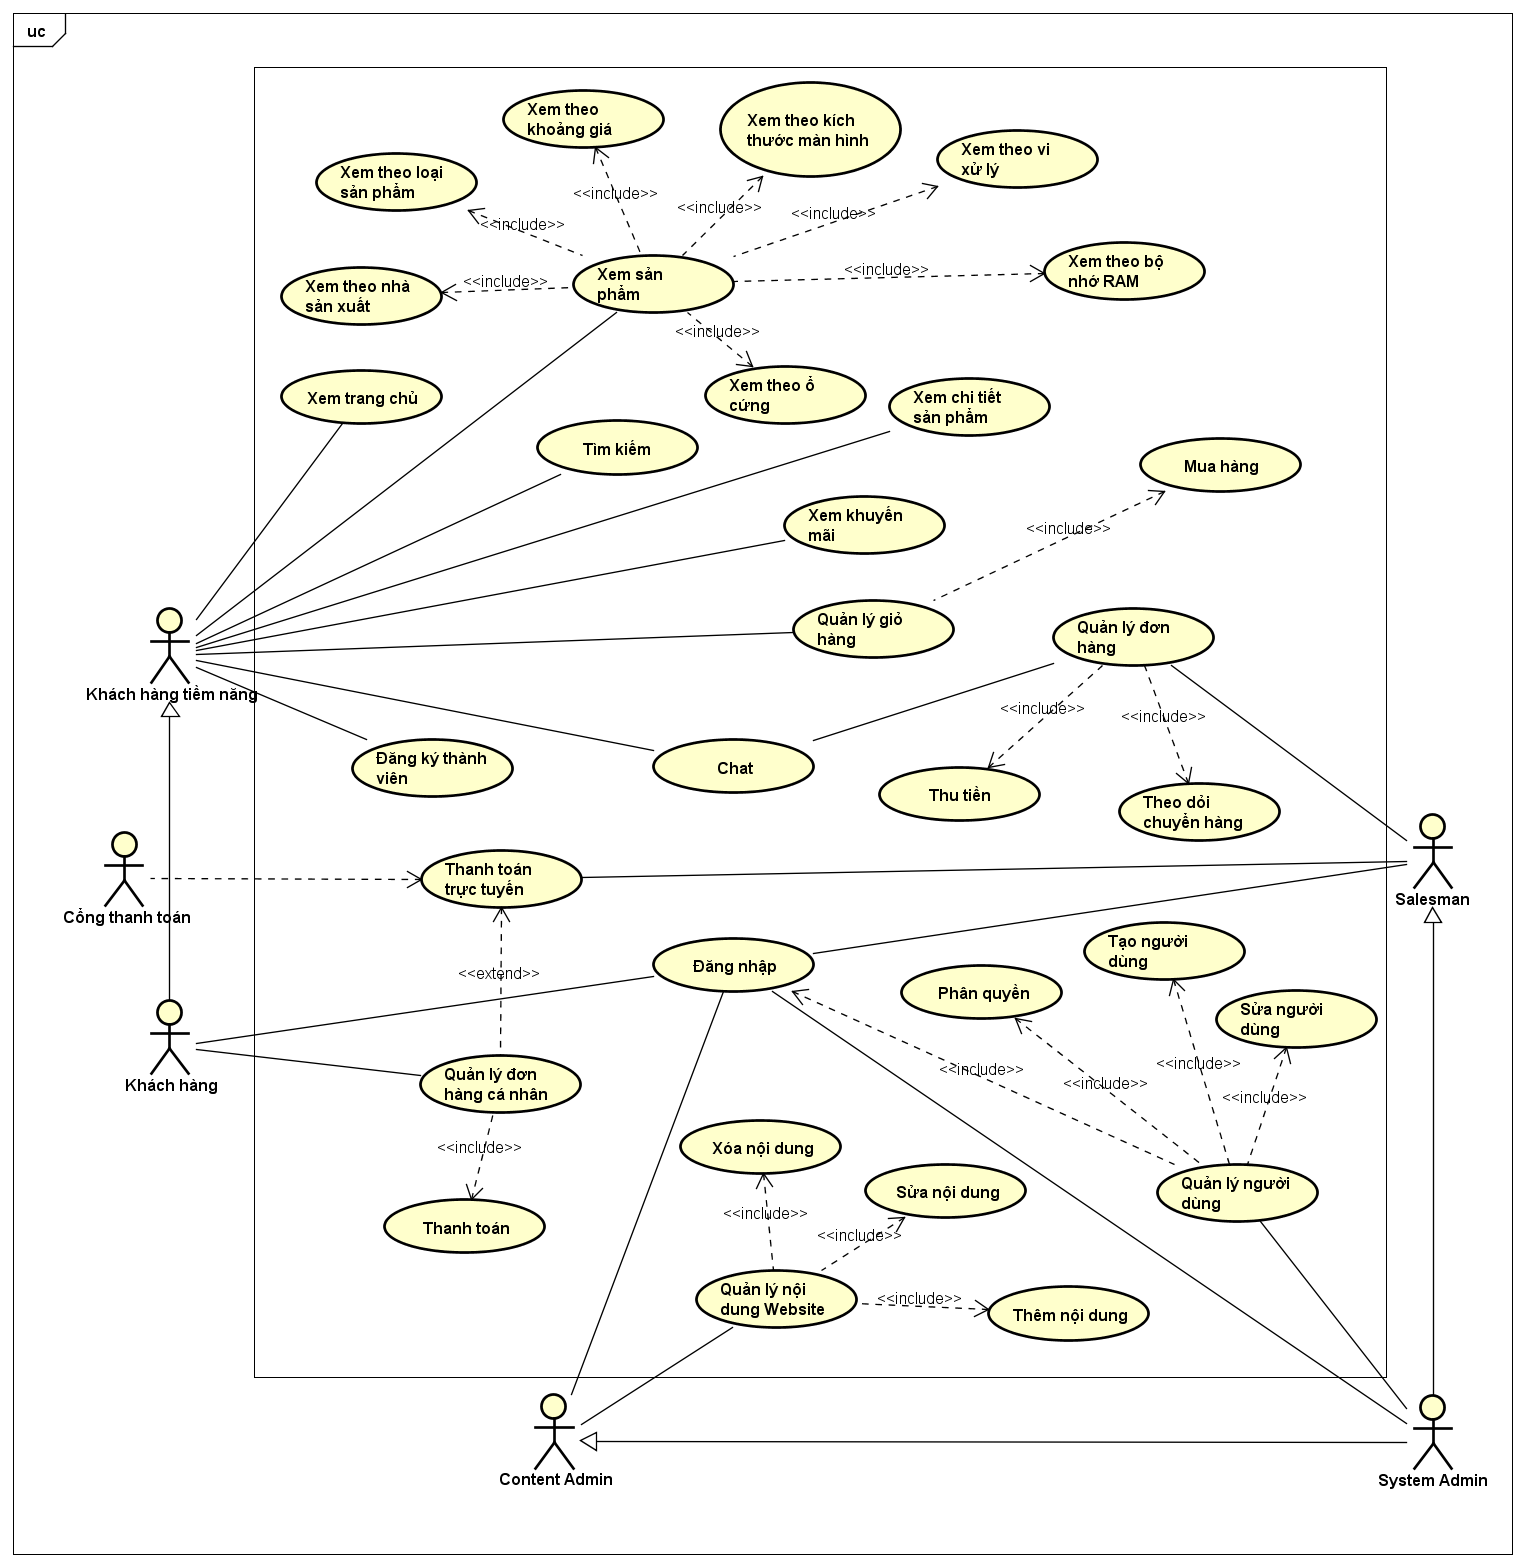 uc
Xem theo
khoảng giá
Xem theo kích
thước màn hình
Xem theo vi
xử lý
Xem theo loại
sản phẩm
<<include>>
<<include>>
<<include>>
<<include>>
Xem theo bộ
nhớ RAM
<<include>>
Xem sản
phẩm
Xem theo nhà
sản xuất
<<include>>
<<include>>
Xem trang chủ
Xem theo ổ
cứng
Xem chi tiết
sản phẩm
Tìm kiếm
Mua hàng
Xem khuyến
mãi
<<include>>
Quản lý giỏ
hàng
Quản lý đơn
hàng
Khách hàng tiềm năng
<<include>>
<<include>>
Đăng ký thành
viên
Chat
Thu tiền
Theo dỏi
chuyển hàng
Thanh toán
trực tuyến
Cổng thanh toán
Salesman
Tạo người
dùng
<<extend>>
Đăng nhập
Phân quyền
Sửa người
dùng
<<include>>
<<include>>
<<include>>
<<include>>
Khách hàng
Quản lý đơn
hàng cá nhân
<<include>>
Xóa nội dung
Sửa nội dung
Quản lý người
dùng
Thanh toán
<<include>>
<<include>>
Quản lý nội
dung Website
<<include>>
Thêm nội dung
Content Admin
System Admin